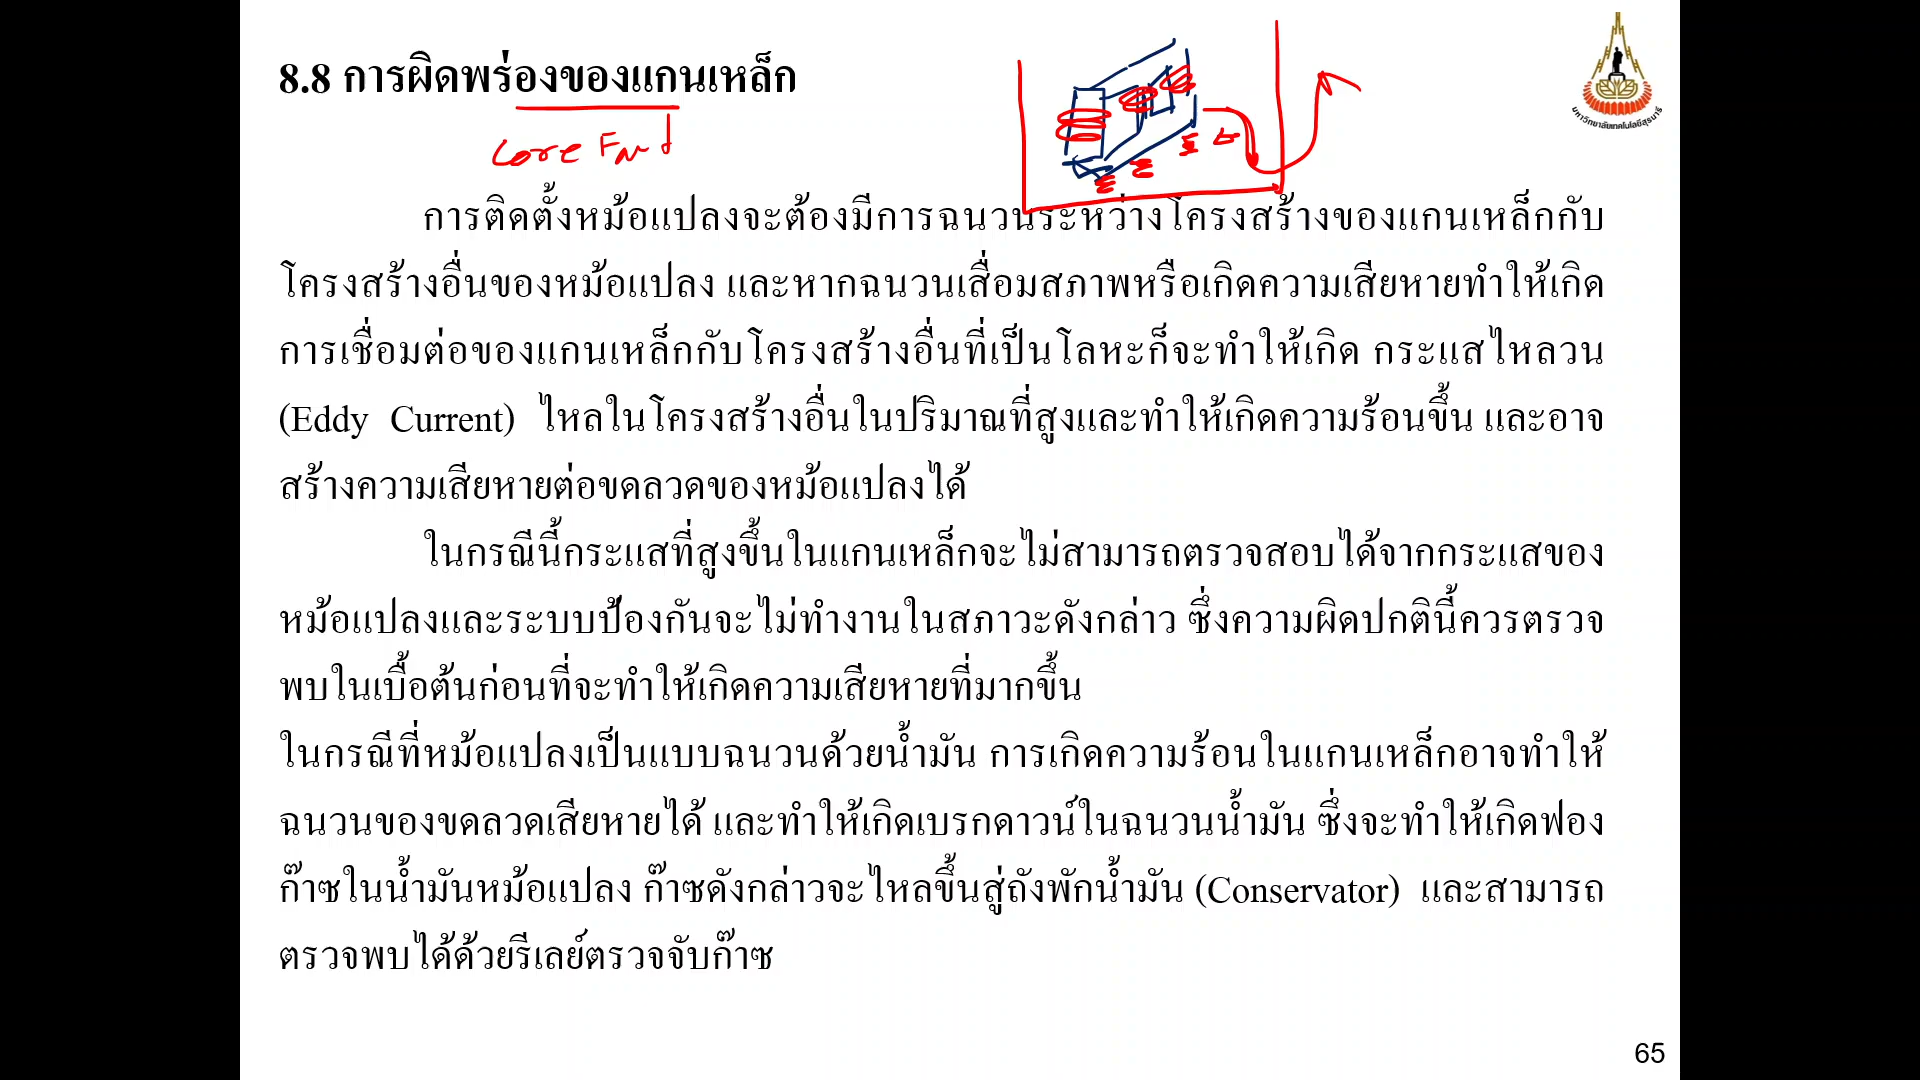 8.8 การผิดพร่องของแกนเหล็ก
มหาวิทยาลัยเทคโนโลยีสุรนารี
core
การติดตั้งหม้อแปลงจะต้องมีการฉนวนระหว่างโครงสร้างของแกนเหล็กกับ
โครงสร้างอื่นของหม้อแปลง และหากฉนวนเสื่อมสภาพหรือเกิดความเสียหายทำให้เกิด
การเชื่อมต่อของแกนเหล็กกับโครงสร้างอื่นที่เป็นโลหะก็จะทำให้เกิด กระแสไหลวน
(Eddy Current) ไหลในโครงสร้างอื่นในปริมาณที่สูงและทำให้เกิดความร้อนขึ้น และอาจ
สร้างความเสียหายต่อขดลวดของหม้อแปลงได้
ในกรณีนี้กระแสที่สูงขึ้นในแกนเหล็กจะไม่สามารถตรวจสอบได้จากกระแสของ
หม้อแปลงและระบบป้องกันจะไม่ทำงานในสภาวะดังกล่าว ซึ่งความผิดปกตินี้ควรตรวจ
พบในเบื้อต้นก่อนที่จะทำให้เกิดความเสียหายที่มากขึ้น
ในกรณีที่หม้อแปลงเป็นแบบฉนวนด้วยน้ำมัน การเกิดความร้อนในแกนเหล็กอาจทำให้
ฉนวนของขดลวดเสียหายได้ และทำให้เกิดเบรกดาวน์ในฉนวนน้ำมัน ซึ่งจะทำให้เกิดฟอง
ก๊าซในน้ำมันหม้อแปลง ก๊าซดังกล่าวจะไหลขึ้นสู่ถังพักน้ำมัน (Conservator) และสามารถ
ตรวจพบได้ด้วยรีเลย์ตรวจจับก๊าซ
65